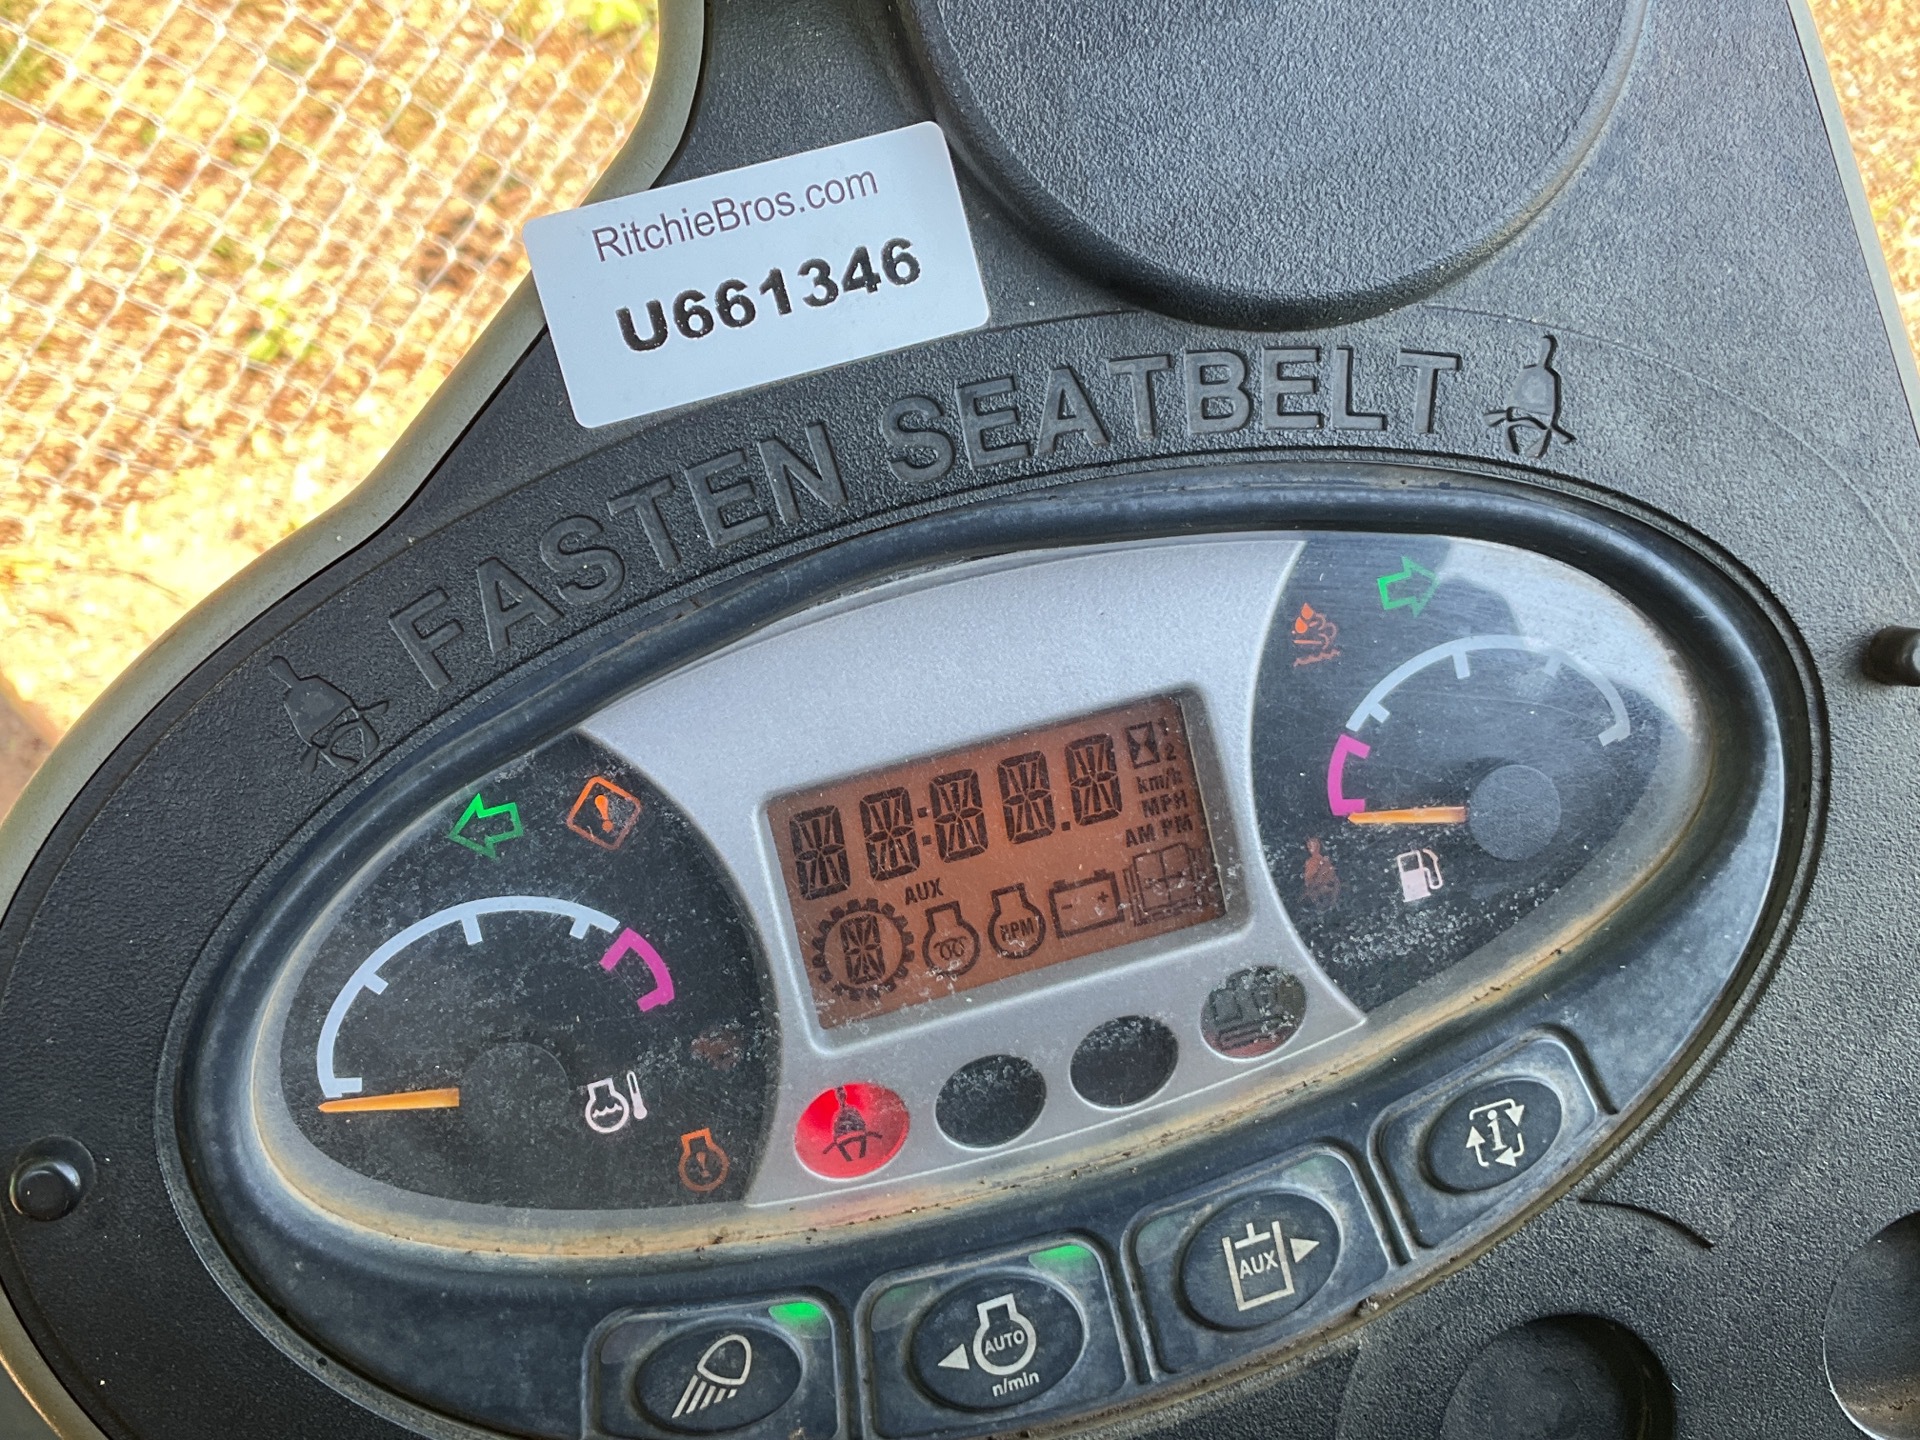 RitchieBros.com
U661346
FASTEN SEATBELT
km/h
MPH
AM PM
AUX
RPM
AUTO
n/min
AUX